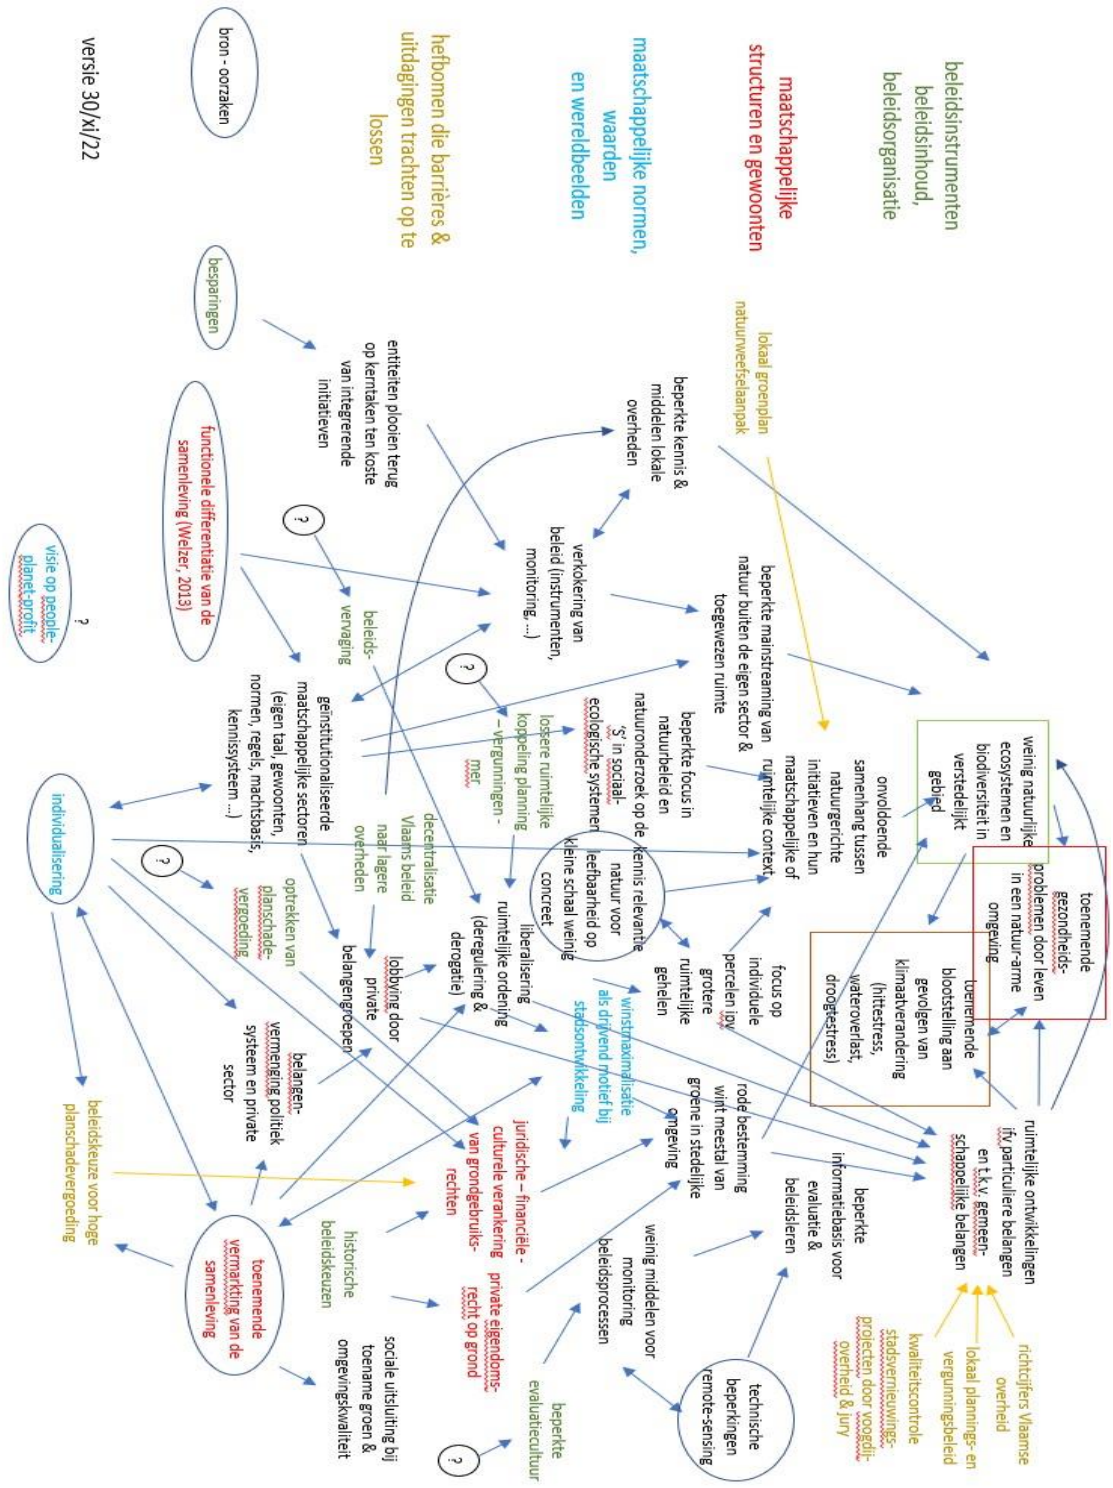 beleidsinstrumenten
beleidsinhoud,
beleidsorganisatie
maatschappelijke
structuren en gewoonten
maatschappelijke normen,
waarden
en wereldbeelden
hefbomen die barrières &
uitdagingen trachten op te
lossen
bron - oorzaken
versie 30/xi/22
toenemende
gezondheids-
problemen door leven
in een natuur-arme
omgeving
weinig natuurlijke
ecosystemen en
biodiversiteit in
verstedelijkt
gebied
toenemende
blootstelling aan
gevolgen van
klimaatverandering
(hittestress,
wateroverlast,
droogtestress)
ruimtelijke ontwikkelingen
ifv particuliere belangen
en t.k.v. gemeen-
schappelijke belangen
richtcijfers Vlaamse
overheid
lokaal plannings- en
vergunningsbeleid
kwaliteitscontrole
stadsvernieuwings-
projecten door voogdij-
overheid & jury
lokaal groenplan
natuurweefselaanpak
onvoldoende
samenhang tussen
natuurgerichte
initiatieven en hun
maatschappelijke of
ruimtelijke context
beperkte mainstreaming van
natuur buiten de eigen sector &
toegewezen ruimte
focus op
individuele
percelen ipv
grotere
ruimtelijke
gehelen
rode bestemming
wint meestal van
groene in stedelijke
omgeving
beperkte
informatiebasis voor
evaluatie &
beleidsleren
technische
beperkingen
remote-sensing
beperkte kennis &
middelen lokale
overheden
beperkte focus in
natuurbeleid en
natuuronderzoek op de
'S' in sociaal-
ecologische systemen
kennis relevantie
natuur voor
leefbaarheid op
kleine schaal weinig
concreet
weinig middelen voor
monitoring
beleidsprocessen
verkokering van
beleid (instrumenten,
monitoring, ...)
winstmaximalisatie
als drijvend motief bij
stadsontwikkeling
lossere ruimtelijke
koppeling planning
– vergunningen -
mer
?
liberalisering
ruimtelijke ordening
(deregulering &
derogatie)
juridische – financiële -
culturele verankering
van grondgebruiks-
rechten
private eigendoms-
recht op grond
beperkte
evaluatiecultuur
?
besparingen
entiteiten plooien terug
op kerntaken ten koste
van integrerende
initiatieven
?
beleids-
vervaging
decentralisatie
Vlaams beleid
naar lagere
overheden
lobbying door
private
belangengroepen
historische
beleidskeuzen
sociale uitsluiting bij
toename groen &
omgevingskwaliteit
functionele differentiatie van de
samenleving (Welzer, 2013)
geïnstitutionaliseerde
maatschappelijke sectoren
(eigen taal, gewoonten,
normen, regels, machtsbasis,
kennissysteem ...)
optrekken van
planschade-
vergoeding
?
belangen-
vermenging politiek
systeem en private
sector
toenemende
vermarkting van de
samenleving
?
visie op people-
planet-profit
individualisering
beleidskeuze voor hoge
planschadevergoeding